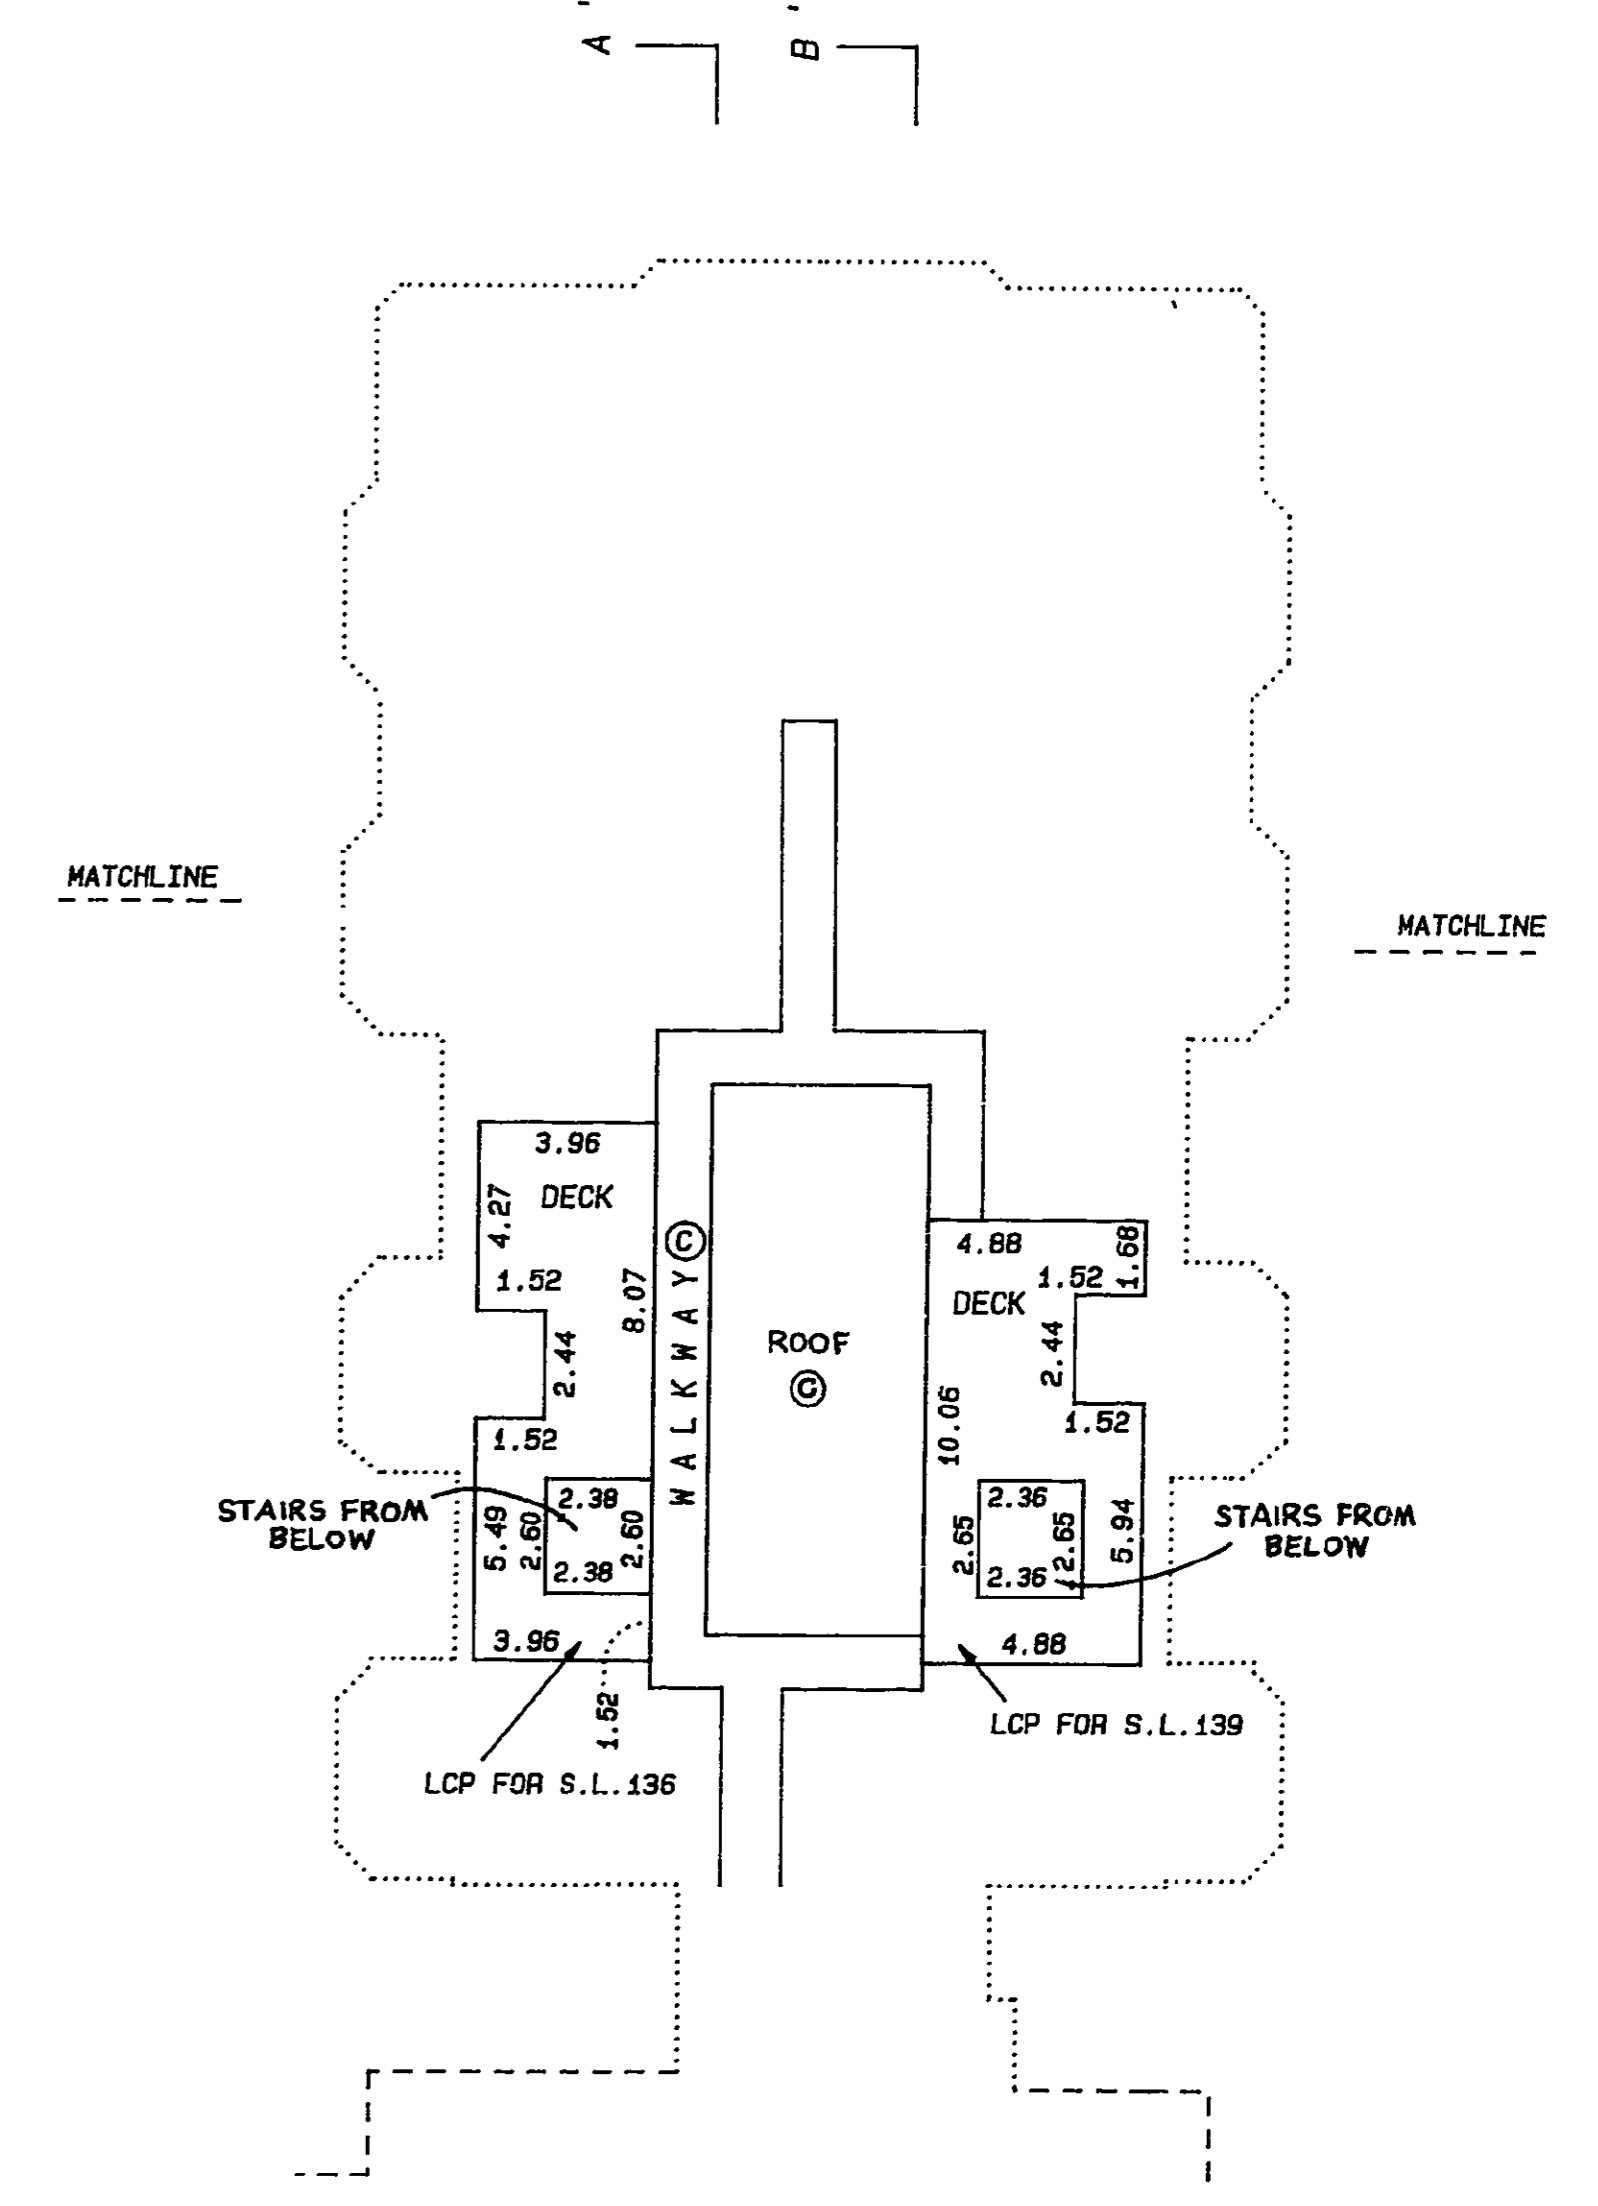 A
B
MATCHLINE
MATCHLINE
3.96
DECK
4.27
1.52
8.07
2.44
1.52
C
WALKWAY
ROOF
C
4.88
1.68
1.52
DECK
2.44
10.06
1.52
STAIRS FROM
BELOW
5.49
2.60
2.38
2.60
2.38
3.96
1.52
LCP FOR S.L.136
2.36
2.65
2.65
2.36
5.94
STAIRS FROM
BELOW
4.88
LCP FOR S.L.139